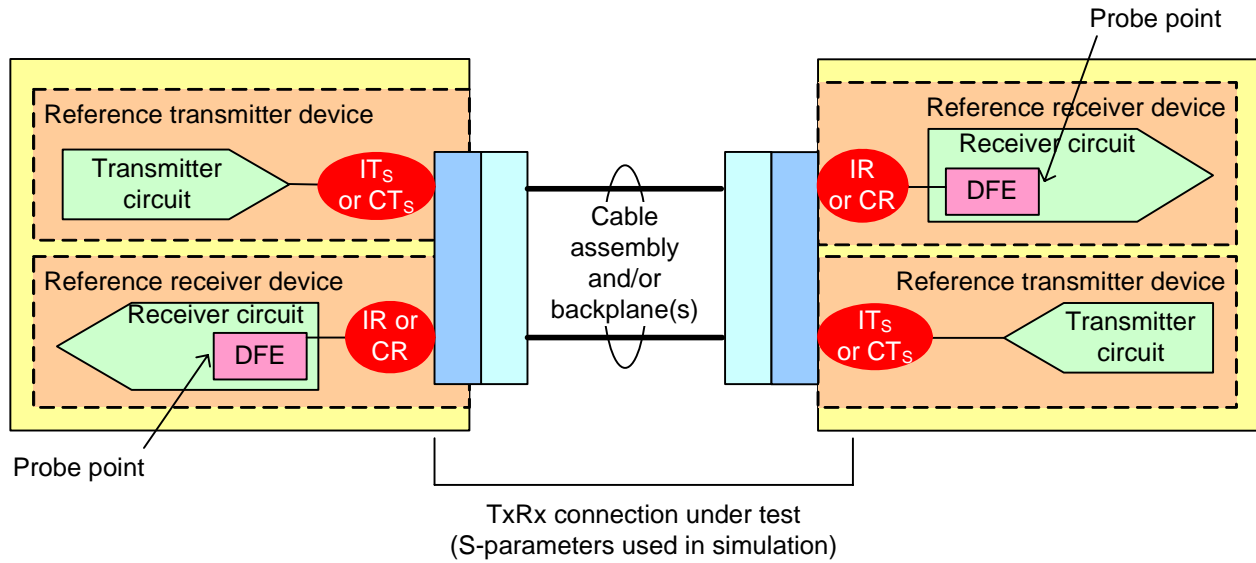 Probe point
Reference transmitter device
Transmitter
circuit
ITS
or CTS
Reference receiver device
Receiver circuit
DFE
IR or
CR
Probe point
Cable
assembly
and/or
backplane(s)
Reference receiver device
Receiver circuit
IR
or CR
DFE
Reference transmitter device
ITS
or CTS
Transmitter
circuit
TxRx connection under test
(S-parameters used in simulation)